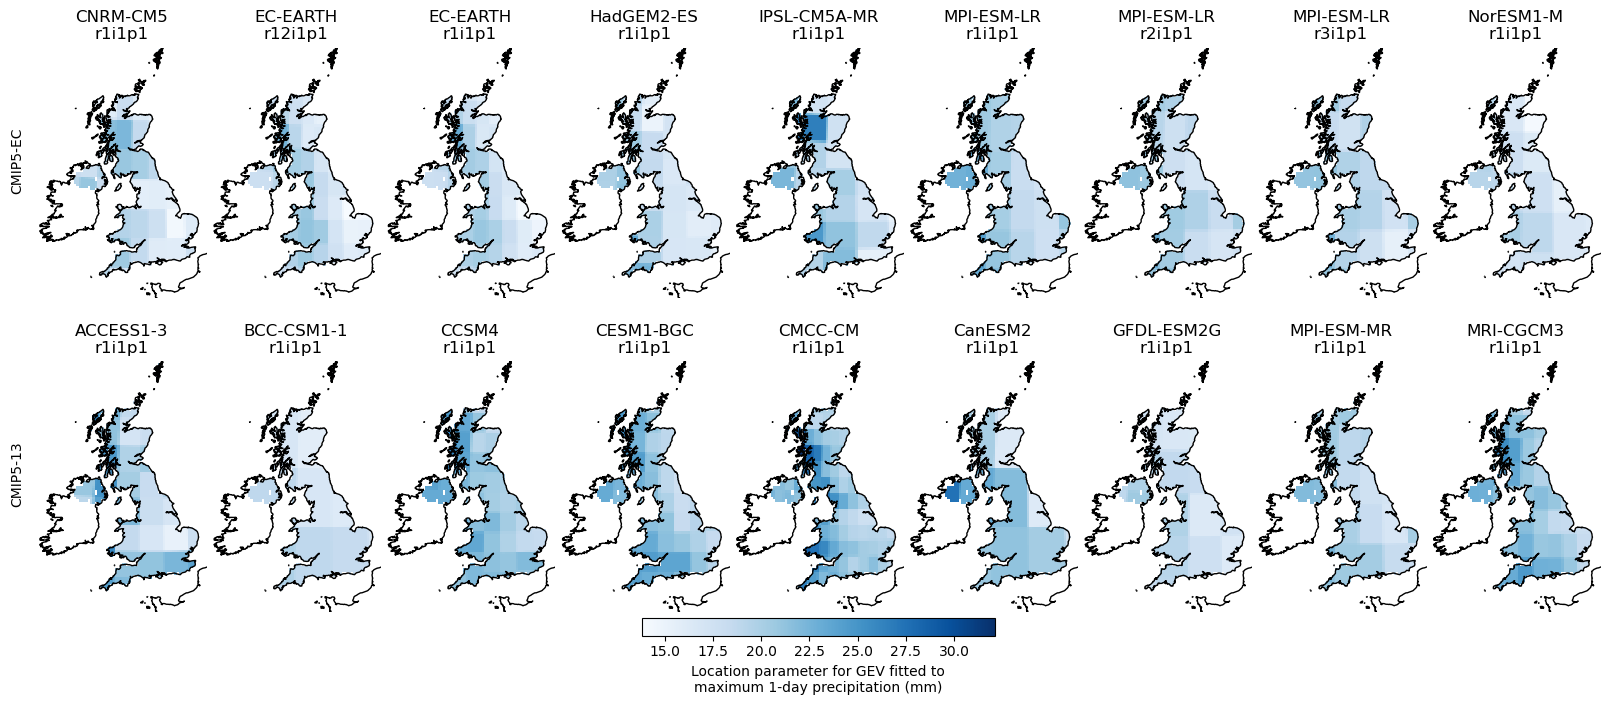 CNRM-CM5
r1i1p1
EC-EARTH
r12i1p1
EC-EARTH
r1i1p1
HadGEM2-ES
r1i1p1
IPSL-CM5A-MR
r1i1p1
MPI-ESM-LR
r1i1p1
MPI-ESM-LR
r2i1p1
MPI-ESM-LR
r3i1p1
NorESM1-M
r1i1p1
CMIP5-EC
ACCESS1-3
r1i1p1
BCC-CSM1-1
r1i1p1
CCSM4
r1i1p1
CESM1-BGC
r1i1p1
CMCC-CM
r1i1p1
CanESM2
r1i1p1
GFDL-ESM2G
r1i1p1
MPI-ESM-MR
r1i1p1
MRI-CGCM3
r1i1p1
CMIP5-13
15.0 17.5 20.0 22.5 25.0 27.5 30.0
Location parameter for GEV fitted to
maximum 1-day precipitation (mm)